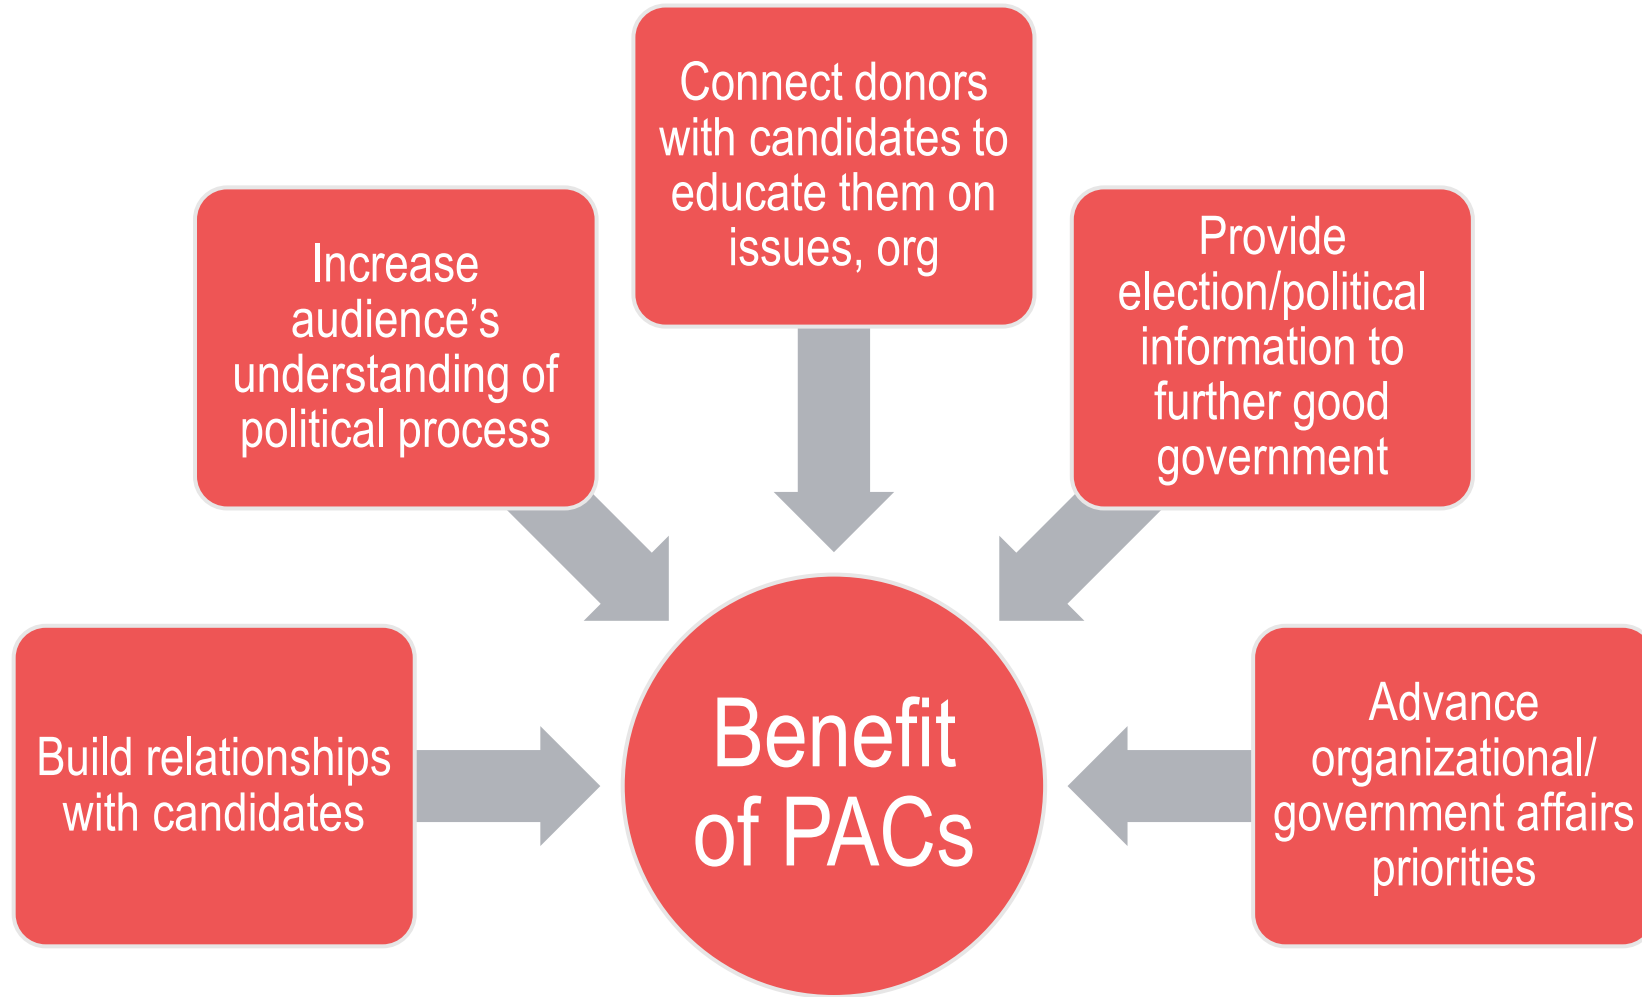 Connect donors
with candidates to
educate them on
issues, org
Increase
audience’s
understanding of
political process
Provide
election/political
information to
further good
government
Build relationships
with candidates
Benefit
of PACs
Advance
organizational/
government affairs
priorities